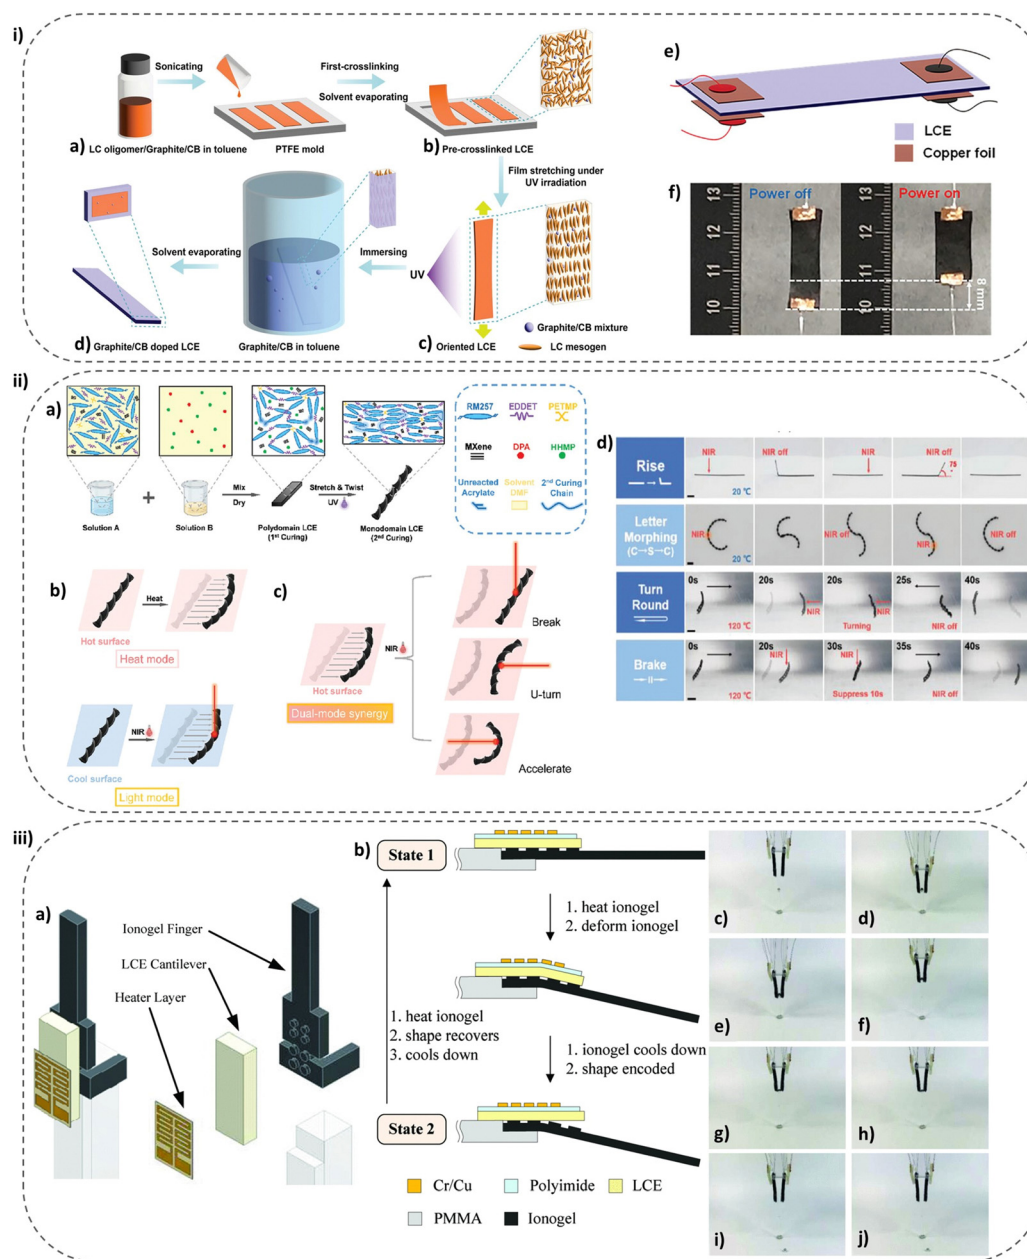 i)
Sonicating
First-crosslinking
Solvent evaporating
a)
LC oligomer/Graphite/CB in toluene
PTFE mold
b)
Pre-crosslinked LCE
Film stretching under
UV irradiation
Solvent evaporating
Immersing
UV
d)
Graphite/CB doped LCE
Graphite/CB in toluene
c)
Oriented LCE
Graphite/CB mixture
LC mesogen
e)
LCE
Copper foil
f)
13
12
11
10
Power off
13
12
11
10
Power on
8 mm
ii)
a)
Solution A
+
Solution B
Mix
Dry
Polydomain LCE
(1st Curing)
Stretch & Twist
UV
Monodomain LCE
(2nd Curing)
RM257
EDDET
PETMP
MXene
DPA
HHMP
Unreacted
Acrylate
Solvent
DMF
2nd Curing
Chain
b)
Heat
Hot surface
Heat mode
NIR
Cool surface
Light mode
c)
Hot surface
Dual-mode synergy
NIR
Break
U-turn
Accelerate
d)
Rise
NIR
20 ℃
NIR off
NIR
NIR off
75
Letter
Morphing
(C→S→C)
NIR
20 ℃
NIR off
NIR
NIR off
Turn
Round
0s
120 ℃
20s
NIR
20s
NIR
Turning
25s
NIR off
40s
Brake
0s
120 ℃
20s
NIR
30s
NIR
Suppress 10s
35s
NIR off
40s
iii)
a)
Ionogel Finger
LCE Cantilever
Heater Layer
b)
State 1
1. heat ionogel
2. deform ionogel
1. heat ionogel
2. shape recovers
3. cools down
1. ionogel cools down
2. shape encoded
State 2
Cr/Cu
Polyimide
LCE
PMMA
Ionogel
c)
d)
e)
f)
g)
h)
i)
j)